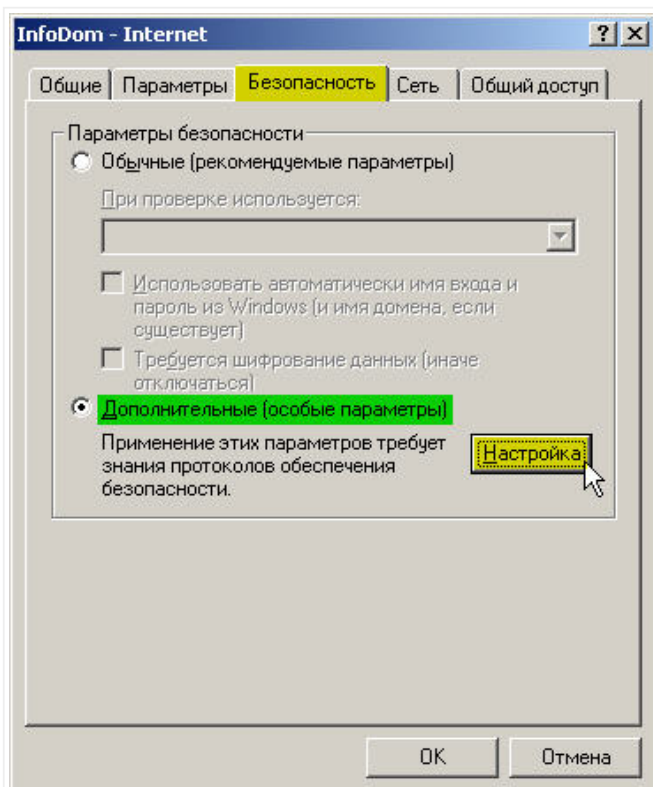 InfoDom - Internet
Общие Параметры Безопасность Сеть Общий доступ
Параметры безопасности
Обычные (рекомендуемые параметры)
При проверке используется:
Использовать автоматически имя входа и
пароль из Windows (и имя домена, если
существует)
Требуется шифрование данных (иначе
отключаться)
Дополнительные (особые параметры)
Применение этих параметров требует
знания протоколов обеспечения
безопасности.
Настройка
OK Отмена